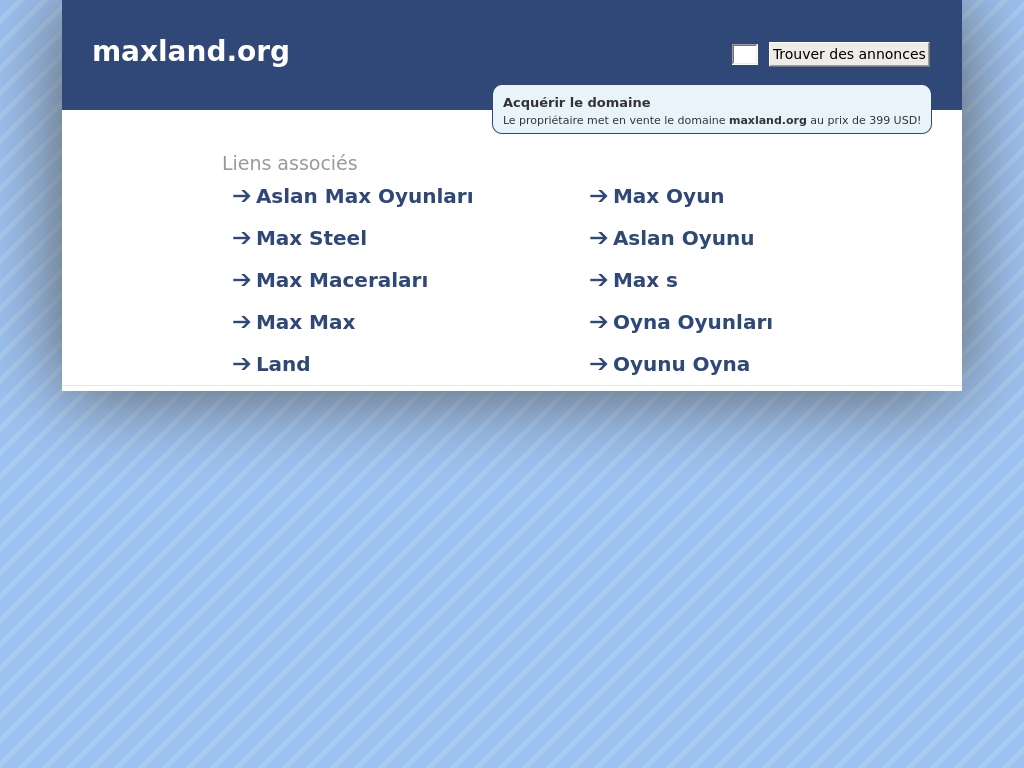 maxland.org
Trouver des annonces
Acquérir le domaine
Le propriétaire met en vente le domaine maxland.org au prix de 399 USD!
Liens associés
➔ Aslan Max Oyunları
➔ Max Steel
➔ Max Maceraları
➔ Max Max
➔ Land
➔ Max Oyun
➔ Aslan Oyunu
➔ Max s
➔ Oyna Oyunları
➔ Oyunu Oyna